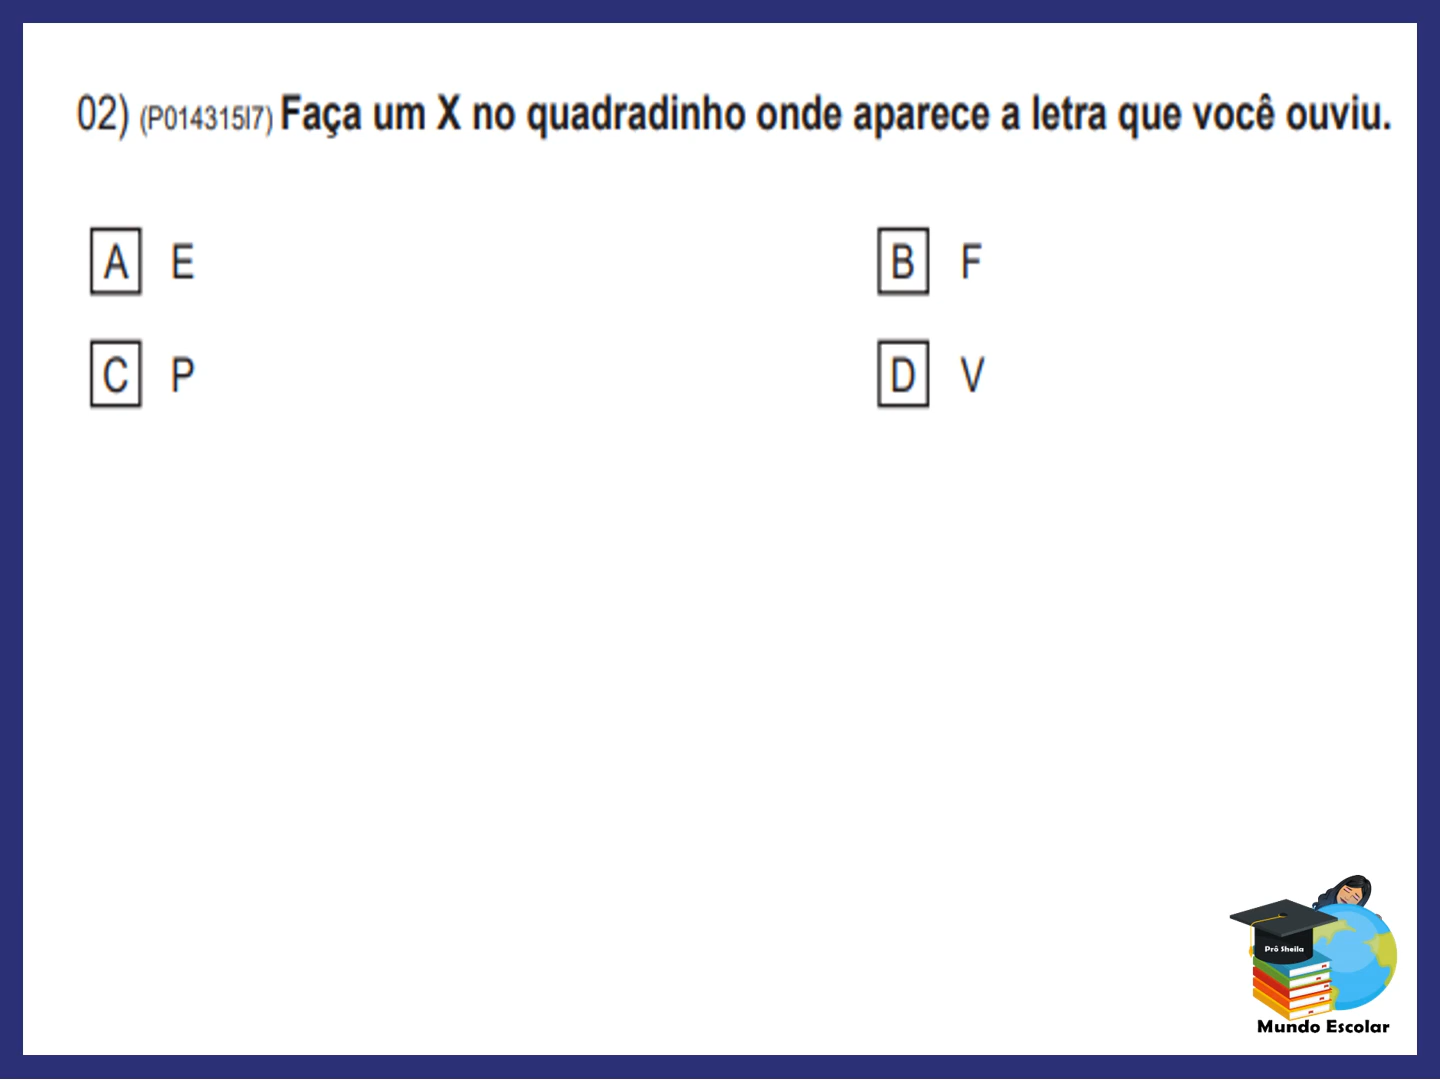 02) (P014315I7) Faça um X no quadradinho onde aparece a letra que você ouviu.
A E
B F
C P
D V
Prô Sheila
Mundo Escolar